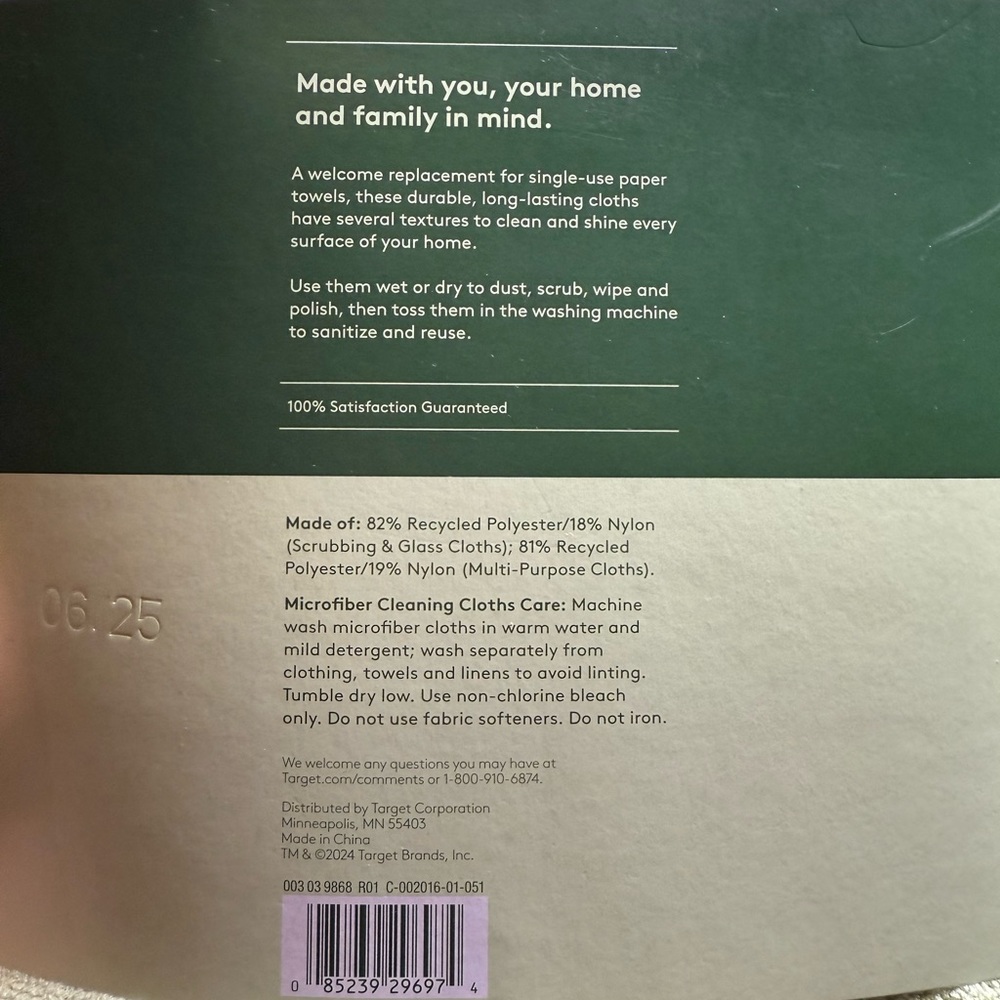 Made with you, your home
and family in mind.
A welcome replacement for single-use paper
towels, these durable, long-lasting cloths
have several textures to clean and shine every
surface of your home.
Use them wet or dry to dust, scrub, wipe and
polish, then toss them in the washing machine
to sanitize and reuse.
100% Satisfaction Guaranteed
Made of: 82% Recycled Polyester/18% Nylon
(Scrubbing & Glass Cloths); 81% Recycled
Polyester/19% Nylon (Multi-Purpose Cloths).
06.25
Microfiber Cleaning Cloths Care: Machine
wash microfiber cloths in warm water and
mild detergent; wash separately from
clothing, towels and linens to avoid linting.
Tumble dry low. Use non-chlorine bleach
only. Do not use fabric softeners. Do not iron.
We welcome any questions you may have at
Target.com/comments or 1-800-910-6874.
Distributed by Target Corporation
Minneapolis, MN 55403
Made in China
TM & ©2024 Target Brands, Inc.
003 03 9868 R01 C-002016-01-051
0 85239 29697 4